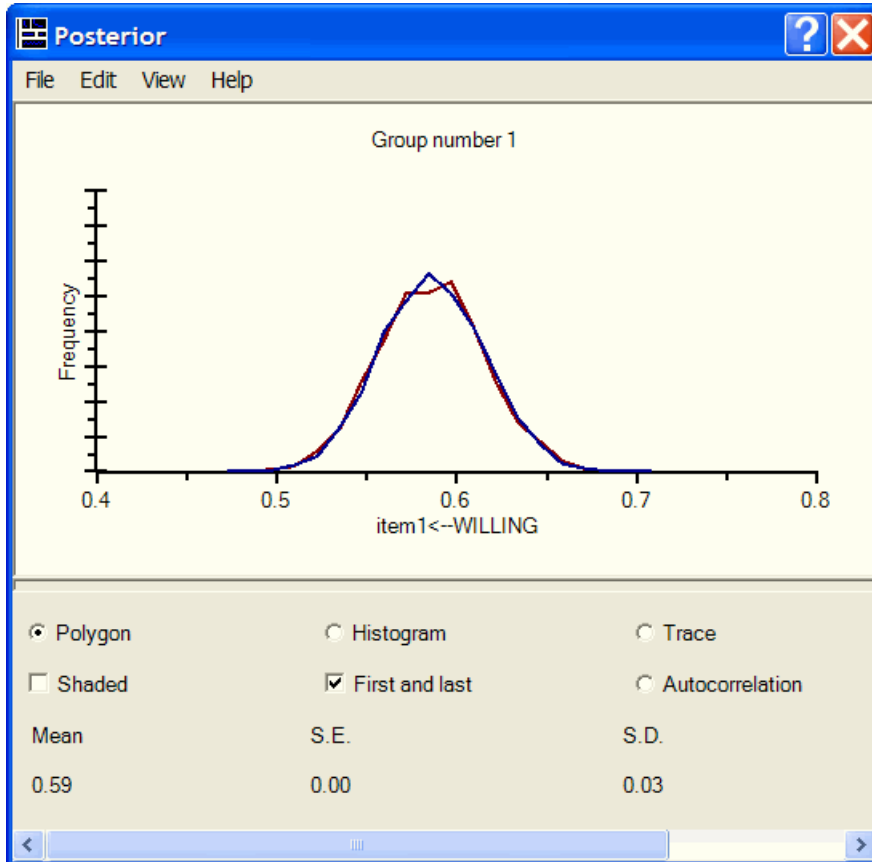 Posterior
File Edit View Help
Group number 1
Frequency
0.4 0.5 0.6 0.7 0.8
item1<--WILLING
Polygon Histogram Trace
Shaded First and last Autocorrelation
Mean S.E. S.D.
0.59 0.00 0.03